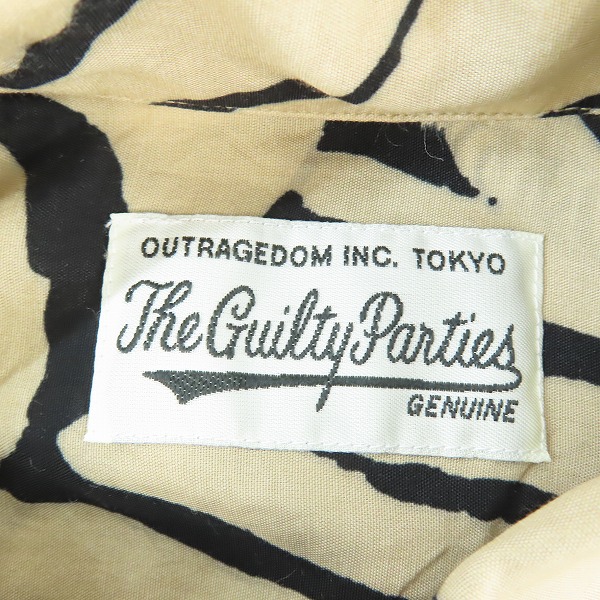 OUTRAGEDOM INC. TOKYO
The Guilty Parties
GENUINE